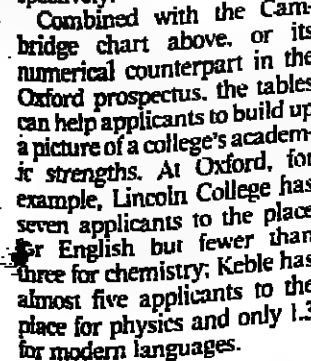 Combined with the Cam-
bridge chart above, or its
numerical counterpart in the
Oxford prospectus, the tables
can help applicants to build up
a picture of a college's academ-
ic strengths. At Oxford, for
example, Lincoln College has
seven applicants to the place
for English but fewer than
three for chemistry; Keble has
almost five applicants to the
place for physics and only 1.3
for modern languages.